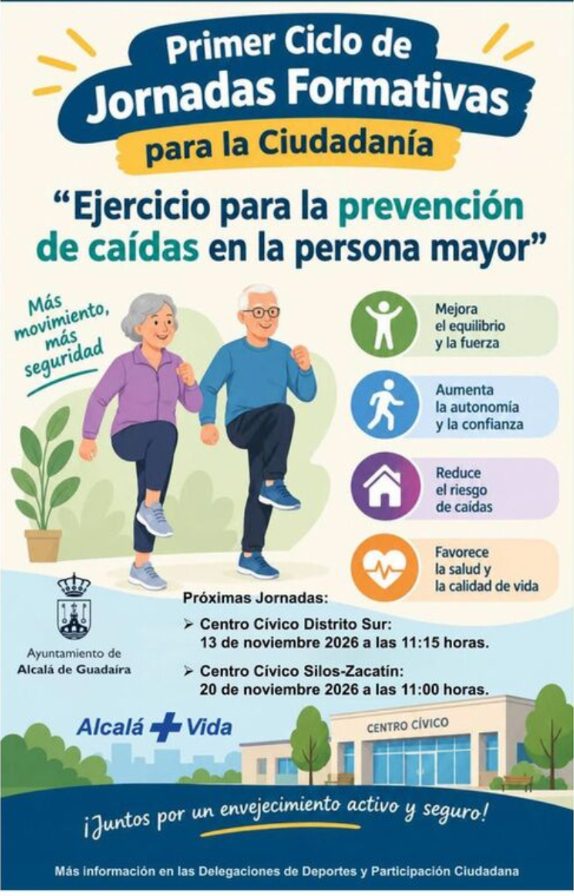 Primer Ciclo de
Jornadas Formativas
para la Ciudadanía
“Ejercicio para la prevención
de caídas en la persona mayor”
Más
movimiento,
más
seguridad
Mejora
el equilibrio
y la fuerza
Aumenta
la autonomía
y la confianza
Reduce
el riesgo
de caídas
Favorece
la salud y
la calidad de vida
Ayuntamiento de
Alcalá de Guadaíra
Próximas Jornadas:
➢ Centro Cívico Distrito Sur:
13 de noviembre 2026 a las 11:15 horas.
➢ Centro Cívico Silos-Zacatín:
20 de noviembre 2026 a las 11:00 horas.
Alcalá + Vida
CENTRO CÍVICO
¡Juntos por un envejecimiento activo y seguro!
Más información en las Delegaciones de Deportes y Participación Ciudadana